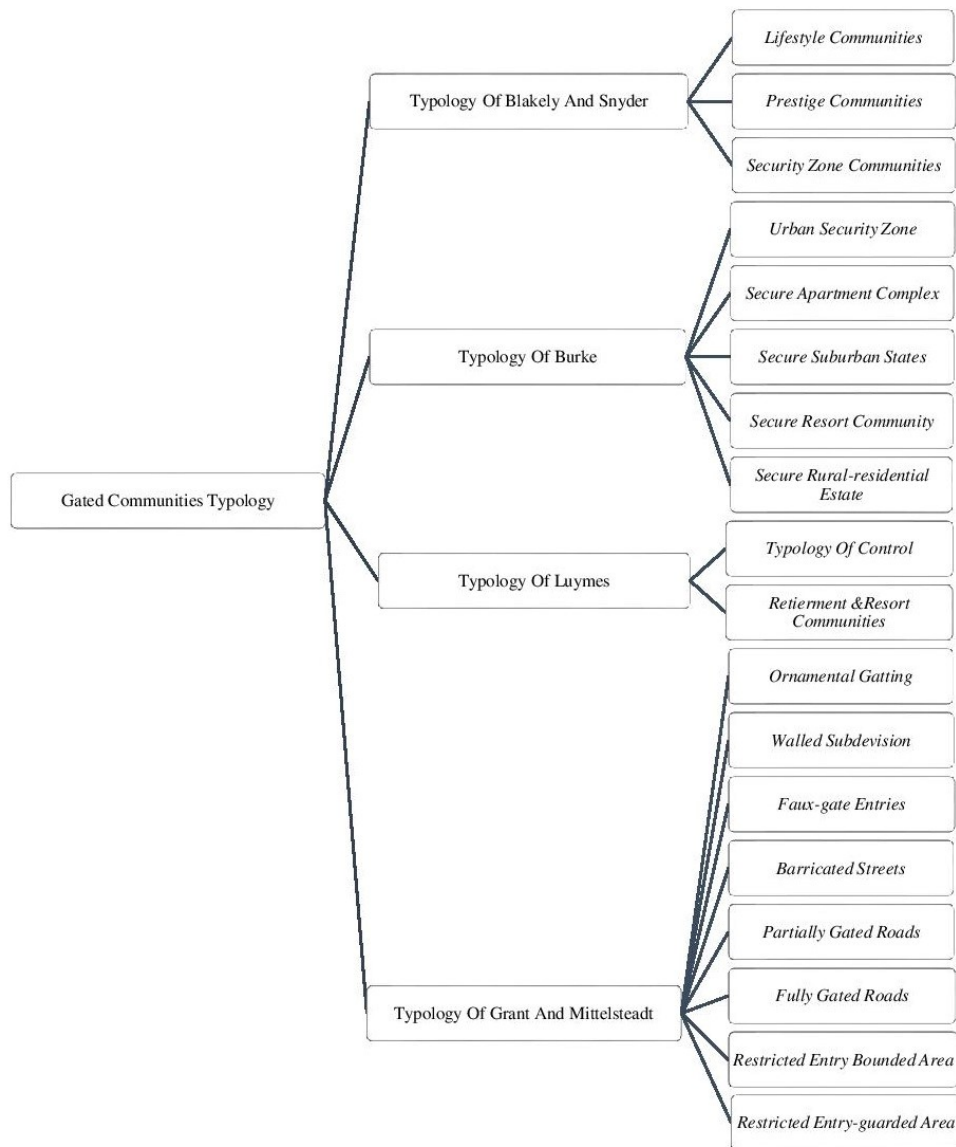 Lifestyle Communities
Typology Of Blakely And Snyder
Prestige Communities
Security Zone Communities
Urban Security Zone
Secure Apartment Complex
Typology Of Burke
Secure Suburban States
Secure Resort Community
Secure Rural-residential
Estate
Gated Communities Typology
Typology Of Control
Typology Of Luymes
Retierment &Resort
Communities
Ornamental Gatting
Walled Subdevision
Faux-gate Entries
Barricated Streets
Partially Gated Roads
Fully Gated Roads
Typology Of Grant And Mittelsteadt
Restricted Entry Bounded Area
Restricted Entry-guarded Area